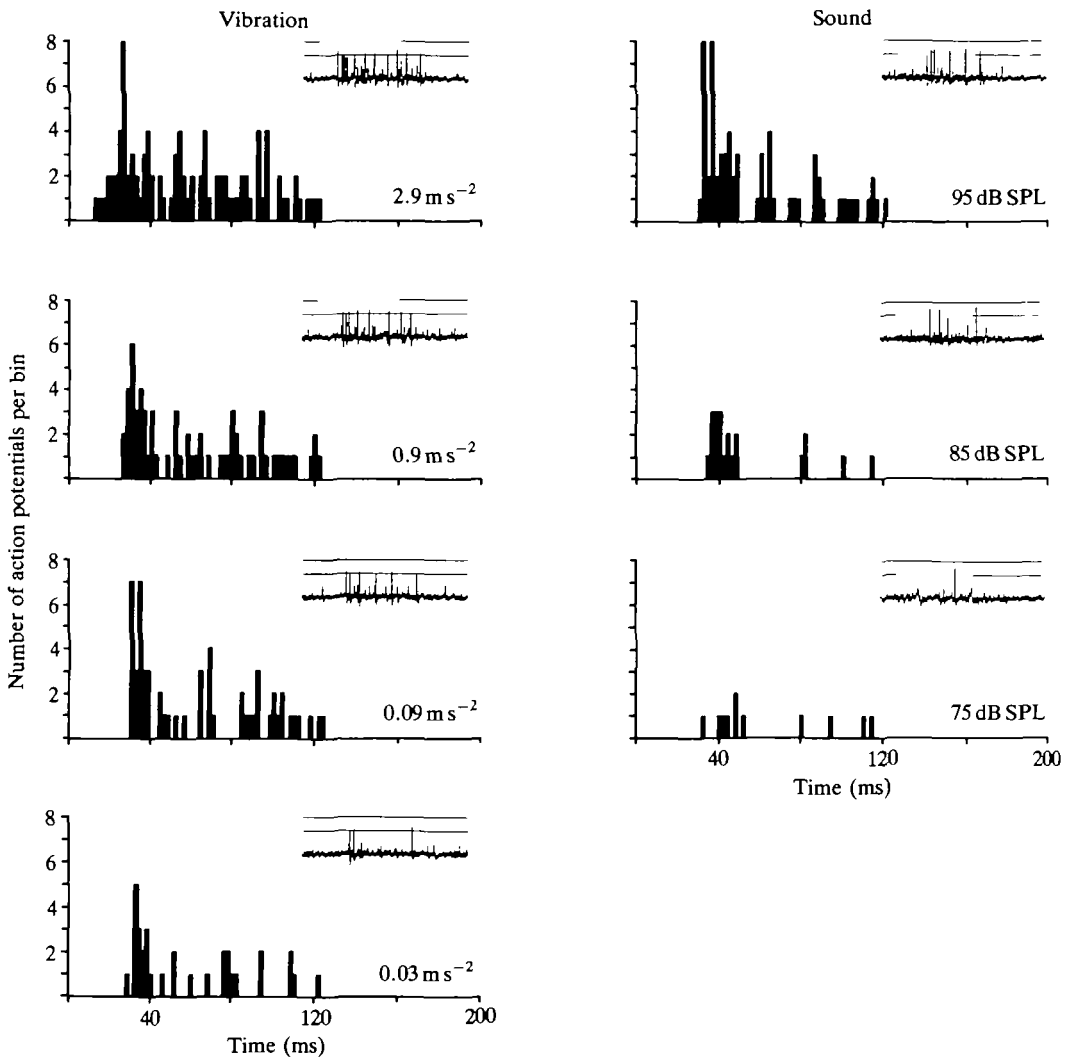 Vibration
Sound
Number of action potentials per bin
8
6
4
2
2.9 m s⁻²
95 dB SPL
200
8
6
4
2
0.9 m s⁻²
85 dB SPL
200
8
6
4
2
0.09 m s⁻²
75 dB SPL
40
120
200
Time (ms)
8
6
4
2
0.03 m s⁻²
40
120
200
Time (ms)